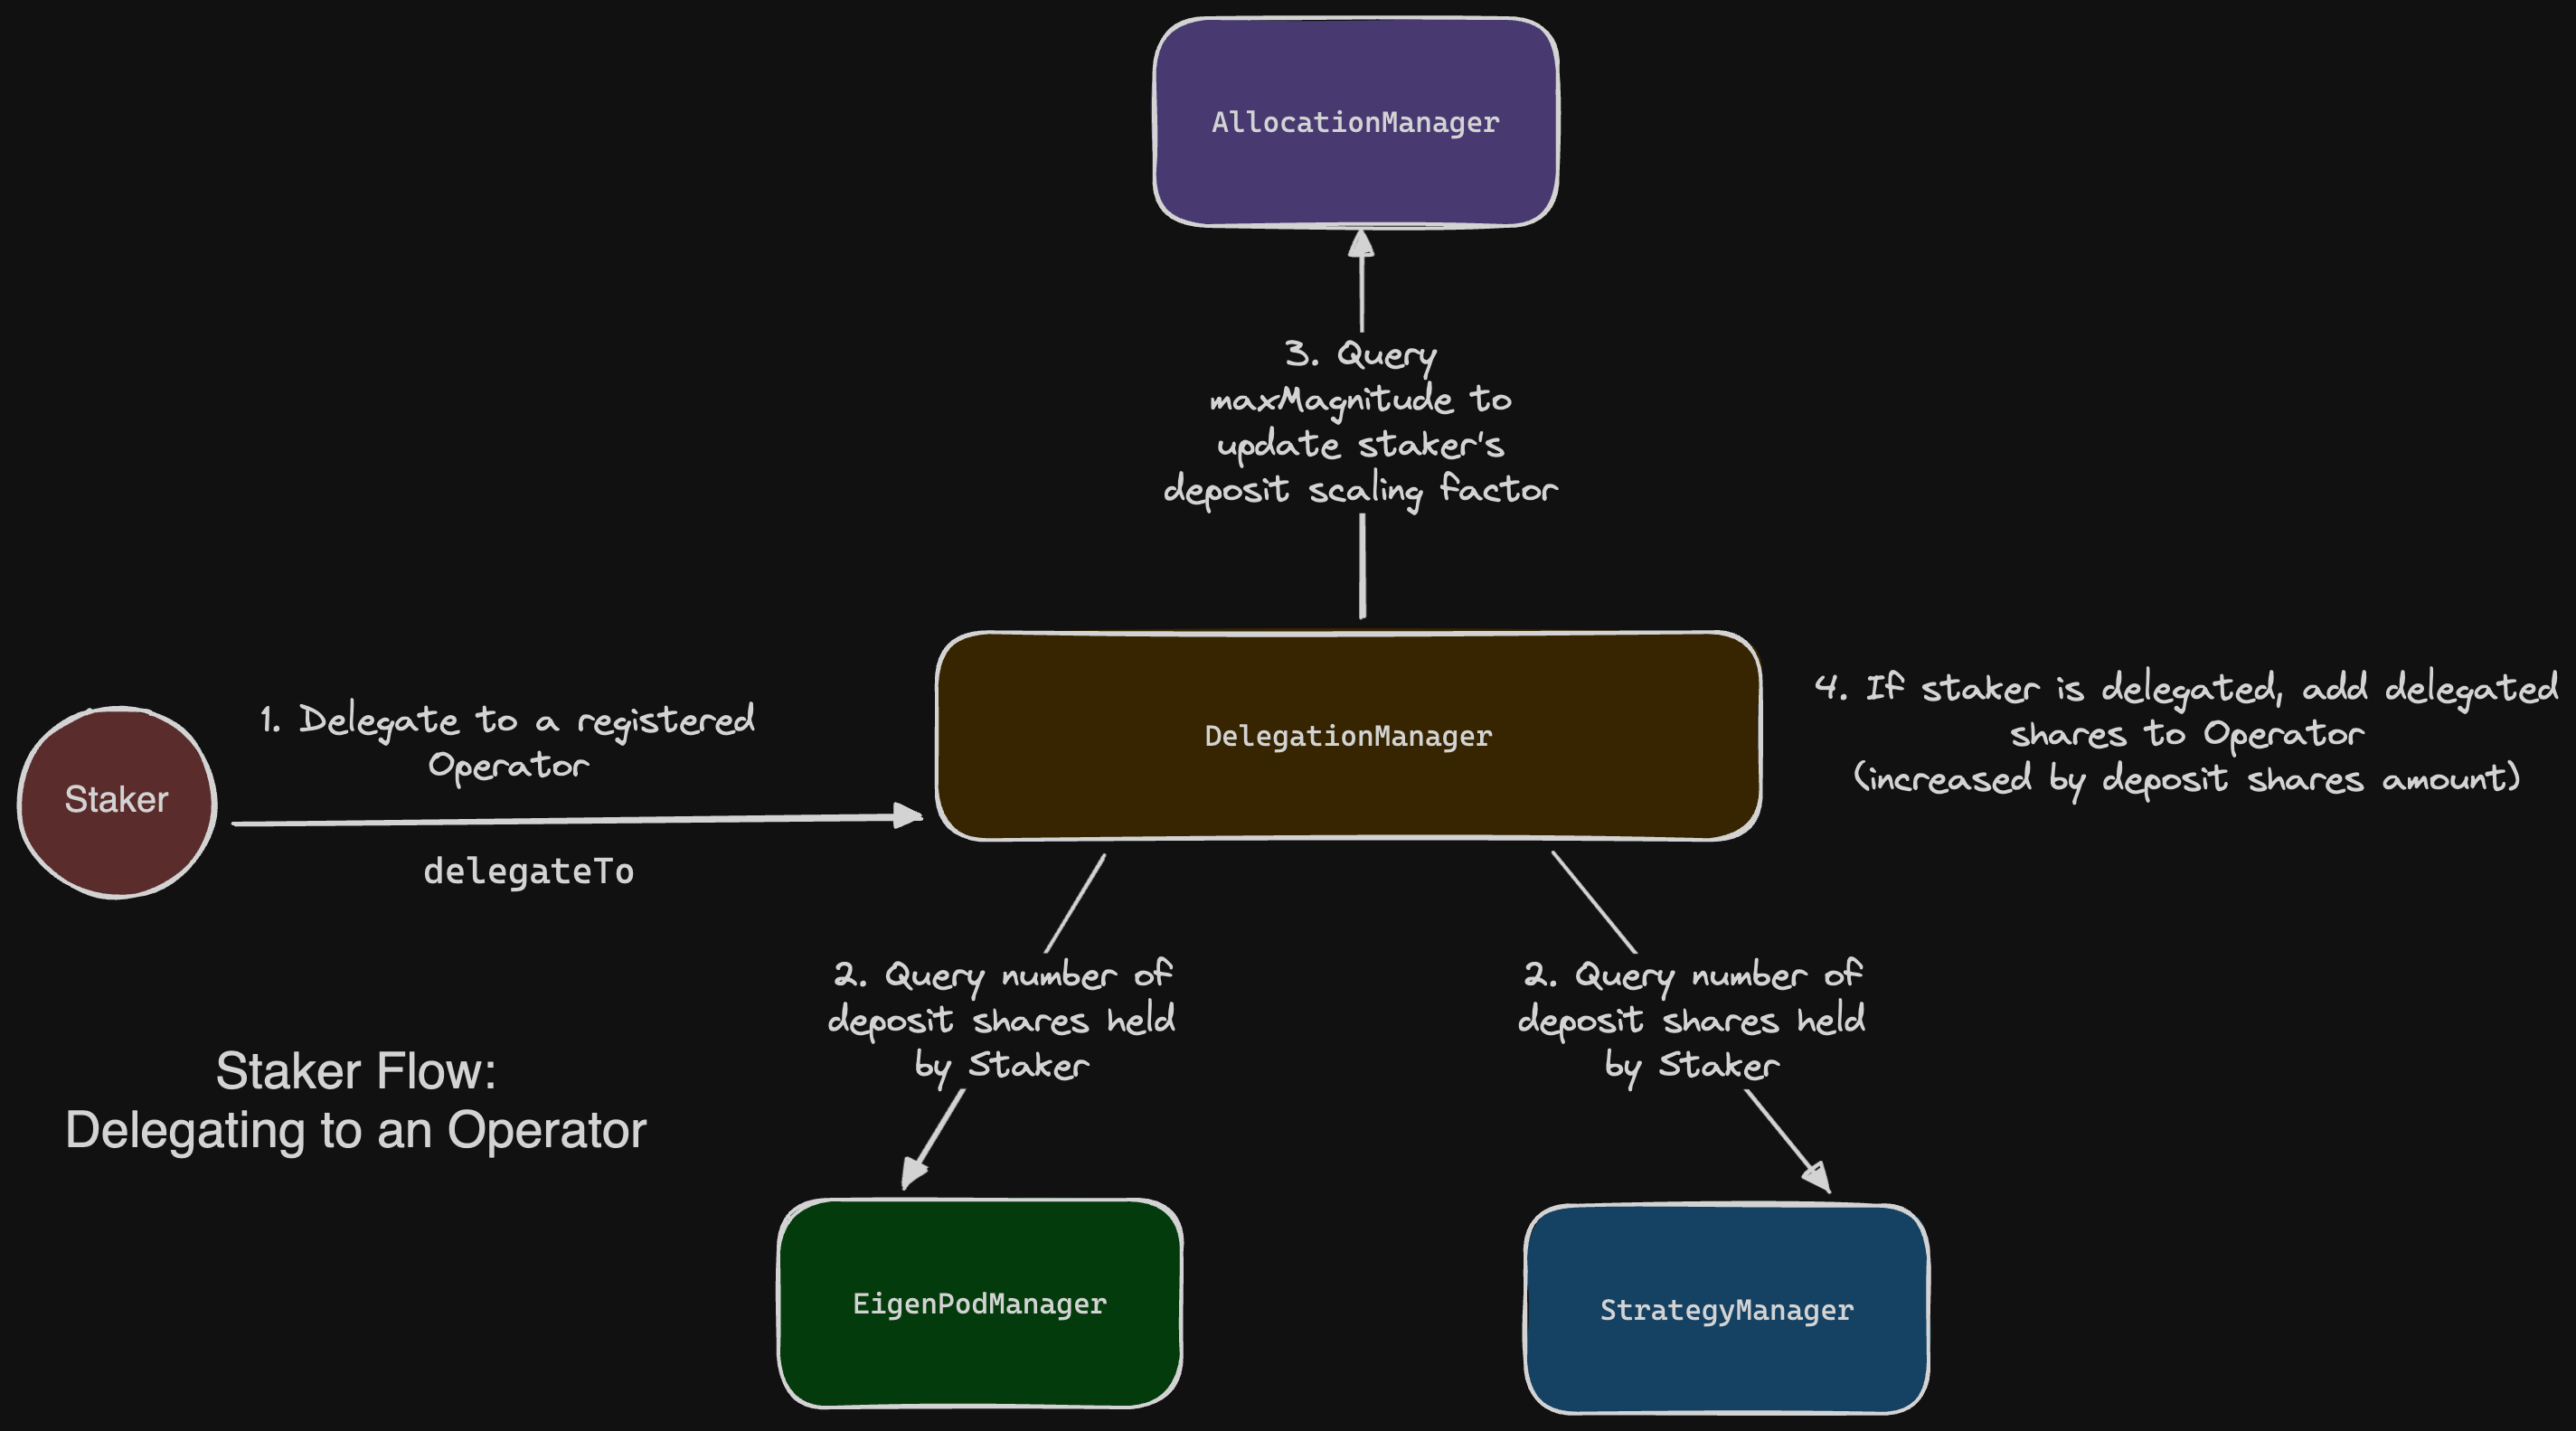 AllocationManager
3. Query
maxMagnitude to
update staker's
deposit scaling factor
DelegationManager
4. If staker is delegated, add delegated
shares to Operator
(increased by deposit shares amount)
1. Delegate to a registered
Operator
Staker
delegateTo
2. Query number of
deposit shares held
by Staker
2. Query number of
deposit shares held
by Staker
Staker Flow:
Delegating to an Operator
EigenPodManager
StrategyManager